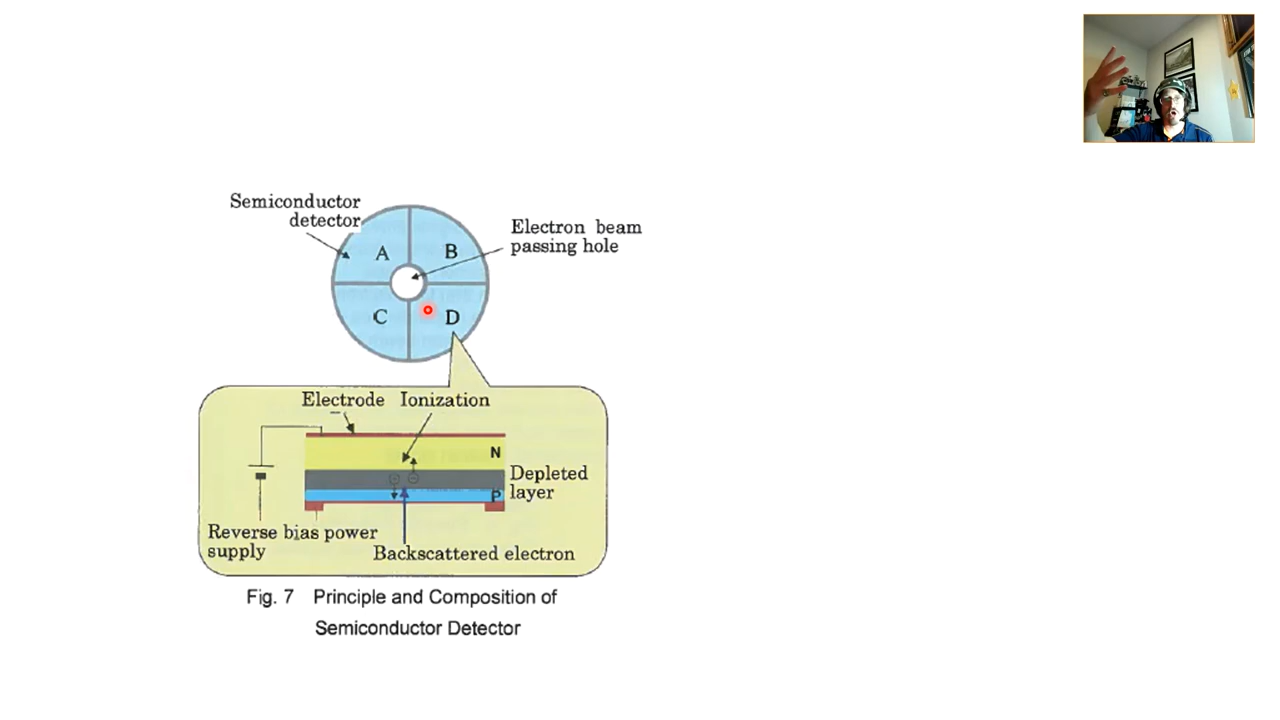 Semiconductor
detector
Electron beam
passing hole
A
B
C
D
Electrode
Ionization
N
Depleted
layer
P
Reverse bias power
supply
Backscattered electron
Fig. 7 Principle and Composition of
Semiconductor Detector